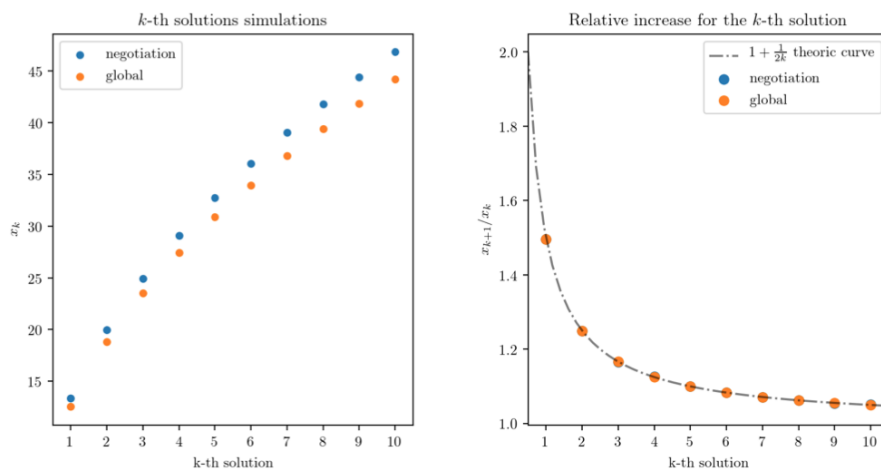 k-th solutions simulations
negotiation
global
45
40
35
30
25
20
15
x_k
1 2 3 4 5 6 7 8 9 10
k-th solution
Relative increase for the k-th solution
1 + 1/2k theoric curve
negotiation
global
2.0
1.8
1.6
1.4
1.2
1.0
x_{k+1}/x_k
1 2 3 4 5 6 7 8 9 10
k-th solution